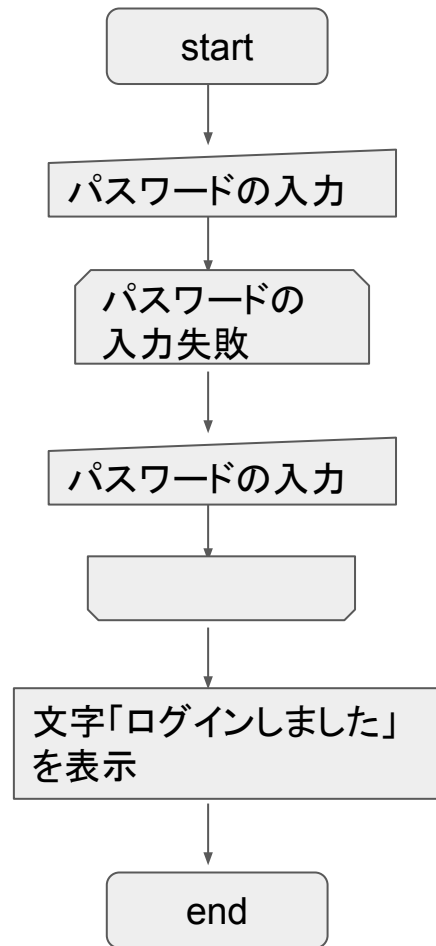 start
パスワードの入力
パスワードの
入力失敗
パスワードの入力
文字「ログインしました」
を表示
end